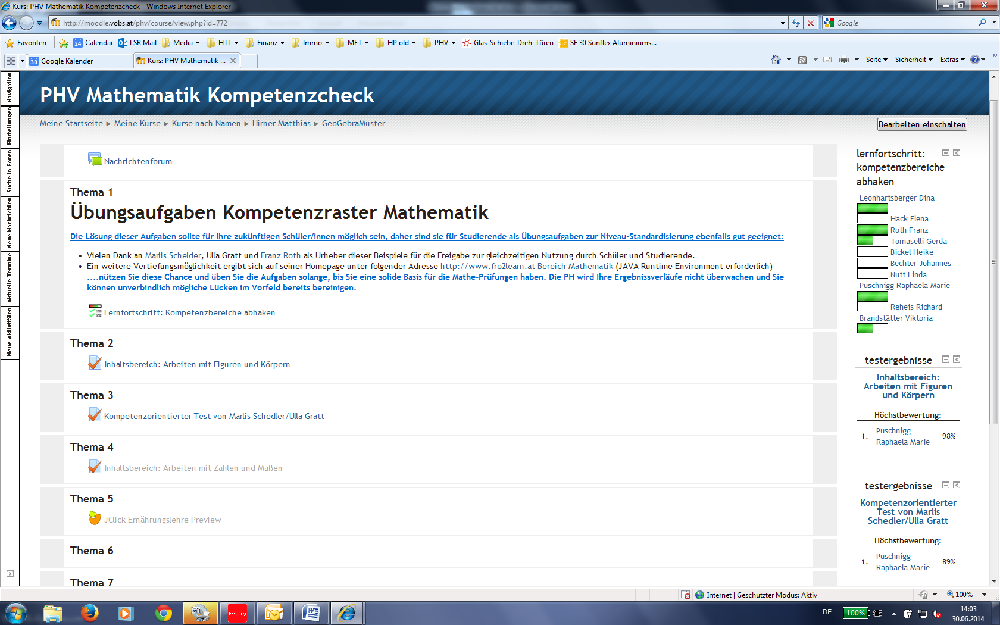 Kurs: PHV Mathematik Kompetenzcheck - Windows Internet Explorer
http://moodle.vobs.at/phv/course/view.php?id=772
Google
Favoriten
24 Calendar
LSR Mail
Media
HTL
Finanz
Immo
MET
HP old
PHV
Glas-Schiebe-Dreh-Türen
SF 30 Sunflex Aluminiums...
30 Google Kalender
Kurs: PHV Mathematik ...
Seite
Sicherheit
Extras
Navigation
Einstellungen
Suche in Foren
Neue Nachrichten
Aktuelle Termine
Neue Aktivitäten
PHV Mathematik Kompetenzcheck
Meine Startseite ► Meine Kurse ► Kurse nach Namen ► Hirner Matthias ► GeoGebraMuster
Bearbeiten einschalten
Nachrichtenforum
Thema 1
Übungsaufgaben Kompetenzraster Mathematik
Die Lösung dieser Aufgaben sollte für Ihre zukünftigen Schüler/innen möglich sein, daher sind sie für Studierende als Übungsaufgaben zur Niveau-Standardisierung ebenfalls gut geeignet:
• Vielen Dank an Marlis Schelder, Ulla Gratt und Franz Roth als Urheber dieser Beispiele für die Freigabe zur gleichzeitigen Nutzung durch Schüler und Studierende.
• Ein weitere Vertiefungsmöglichkeit ergibt sich auf seiner Homepage unter folgender Adresse http://www.fro2learn.at Bereich Mathematik (JAVA Runtime Environment erforderlich)
....nützen Sie diese Chance und üben Sie die Aufgaben solange, bis Sie eine solide Basis für die Mathe-Prüfungen haben. Die PH wird Ihre Ergebnissverläufe nicht überwachen und Sie
können unverbindlich mögliche Lücken im Vorfeld bereits bereinigen.
Lernfortschritt: Kompetenzbereiche abhaken
Thema 2
Inhaltsbereich: Arbeiten mit Figuren und Körpern
Thema 3
Kompetenzorientierter Test von Marlis Schedler/Ulla Gratt
Thema 4
Inhaltsbereich: Arbeiten mit Zahlen und Maßen
Thema 5
JClick Ernährungslehre Preview
Thema 6
Thema 7
lernfortschritt:
kompetenzbereiche
abhaken
Leonhartsberger Dina
Hack Elena
Roth Franz
Tomaselli Gerda
Bickel Heike
Bechter Johannes
Nutt Linda
Puschnigg Raphaela Marie
Reheis Richard
Brandstätter Viktoria
testergebnisse
Inhaltsbereich:
Arbeiten mit Figuren
und Körpern
Höchstbewertung:
1. Puschnigg
Raphaela Marie 98%
testergebnisse
Kompetenzorientierter
Test von Marlis
Schedler/Ulla Gratt
Höchstbewertung:
1. Puschnigg
Raphaela Marie 89%
Internet | Geschützter Modus: Aktiv
100%
DE
100%
14:03
30.06.2014